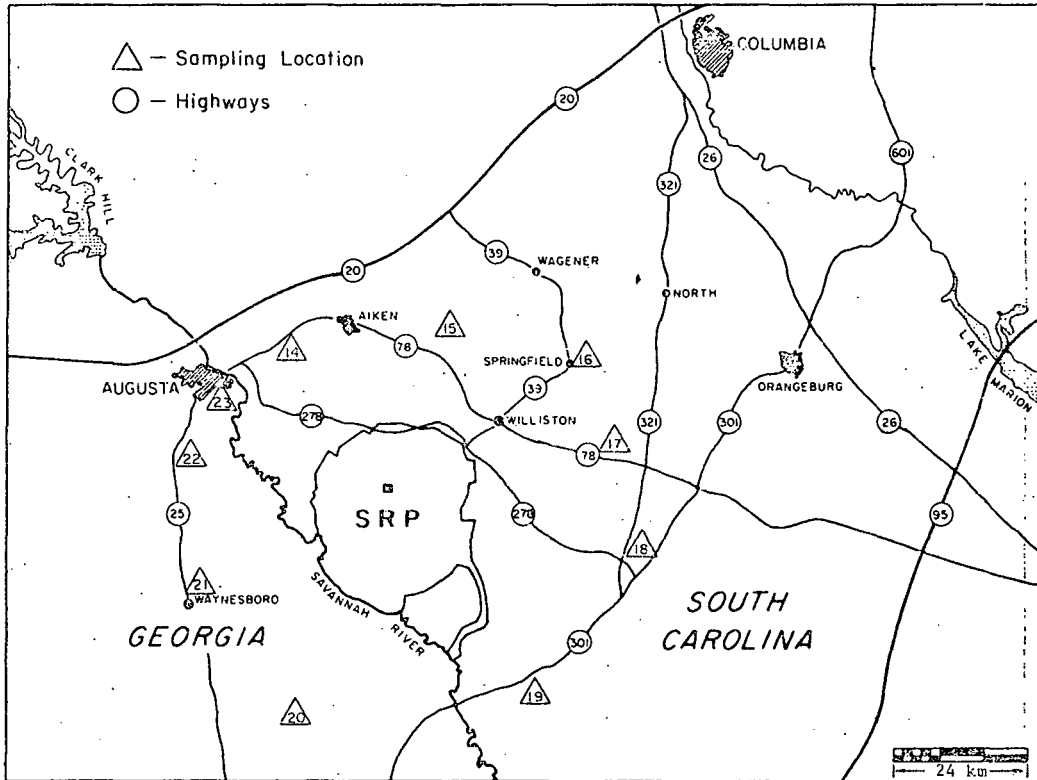 △ — Sampling Location
○ — Highways
COLUMBIA
20
CLARK HILL
26
601
321
39
WAGENER
20
NORTH
AIKEN
15
14
78
SPRINGFIELD
16
LAKE MARION
AUGUSTA
39
ORANGEBURG
23
278
WILLISTON
321
301
26
22
17
78
SRP
25
278
95
18
21
WAYNESBORO
SAVANNAH RIVER
SOUTH
CAROLINA
GEORGIA
301
19
20
24 km